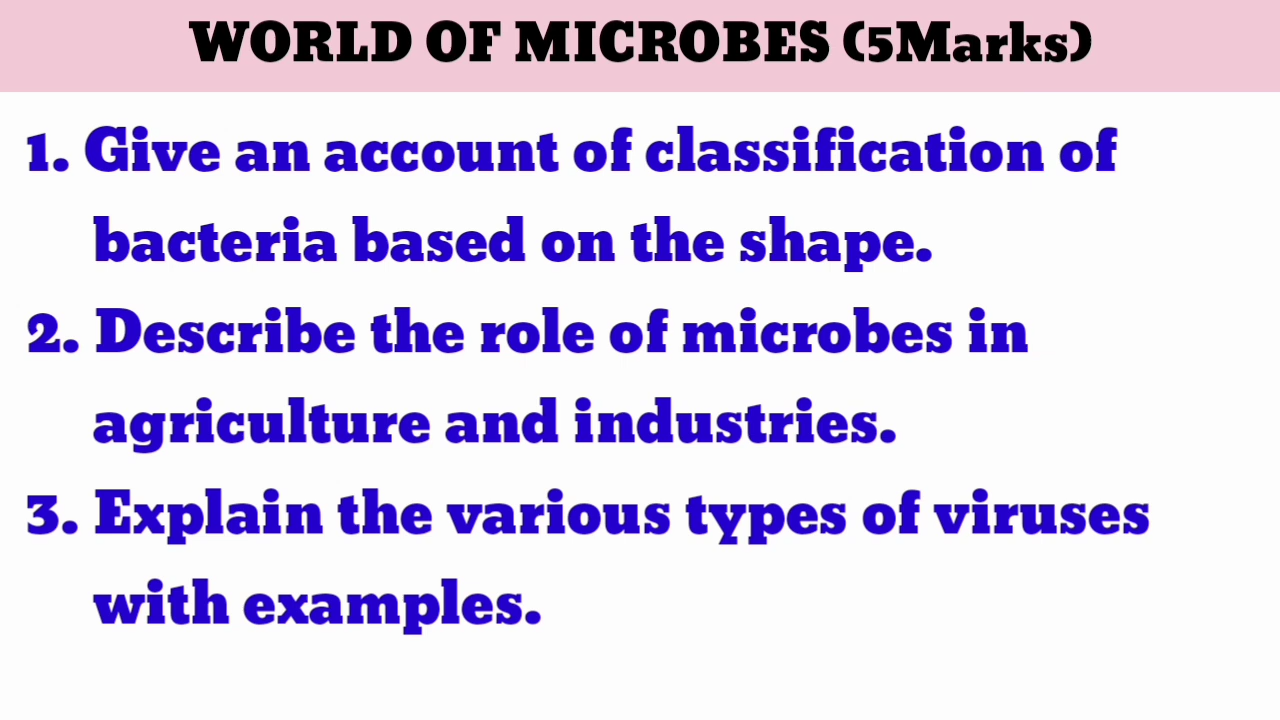 WORLD OF MICROBES (5Marks)
1. Give an account of classification of
bacteria based on the shape.
2. Describe the role of microbes in
agriculture and industries.
3. Explain the various types of viruses
with examples.